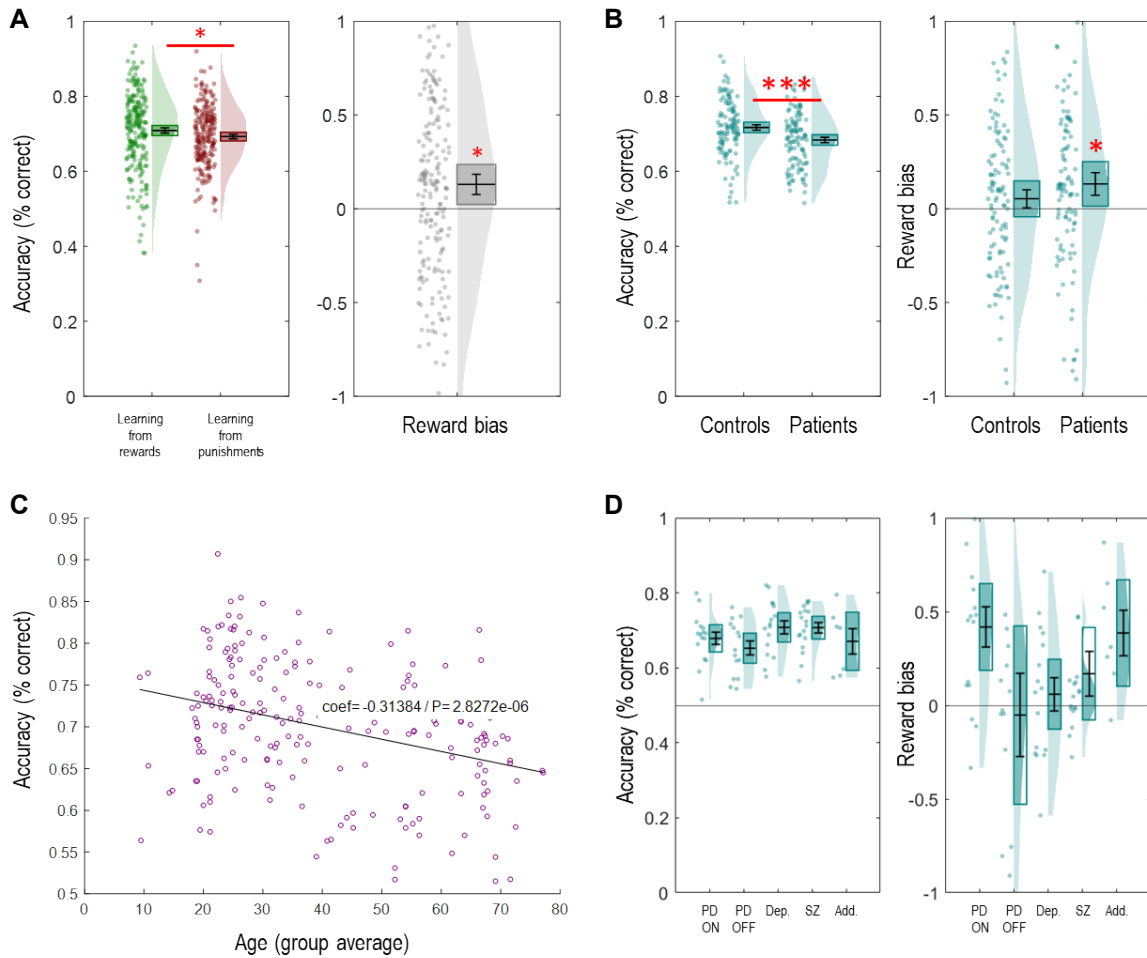 A
Accuracy (% correct)
1
0.8
0.6
0.4
0.2
0
*
Learning
from
rewards
Learning
from
punishments
1
0.5
0
-0.5
-1
*
Reward bias
B
Accuracy (% correct)
1
0.8
0.6
0.4
0.2
0
***
Controls
Patients
Reward bias
1
0.5
0
-0.5
-1
*
Controls
Patients
C
Accuracy (% correct)
0.95
0.9
0.85
0.8
0.75
0.7
0.65
0.6
0.55
0.5
coef= -0.31384 / P= 2.8272e-06
0
10
20
30
40
50
60
70
80
Age (group average)
D
Accuracy (% correct)
1
0.8
0.6
0.4
0.2
0
PD
ON
PD
OFF
Dep.
SZ
Add.
Reward bias
1
0.5
0
-0.5
-1
PD
ON
PD
OFF
Dep.
SZ
Add.